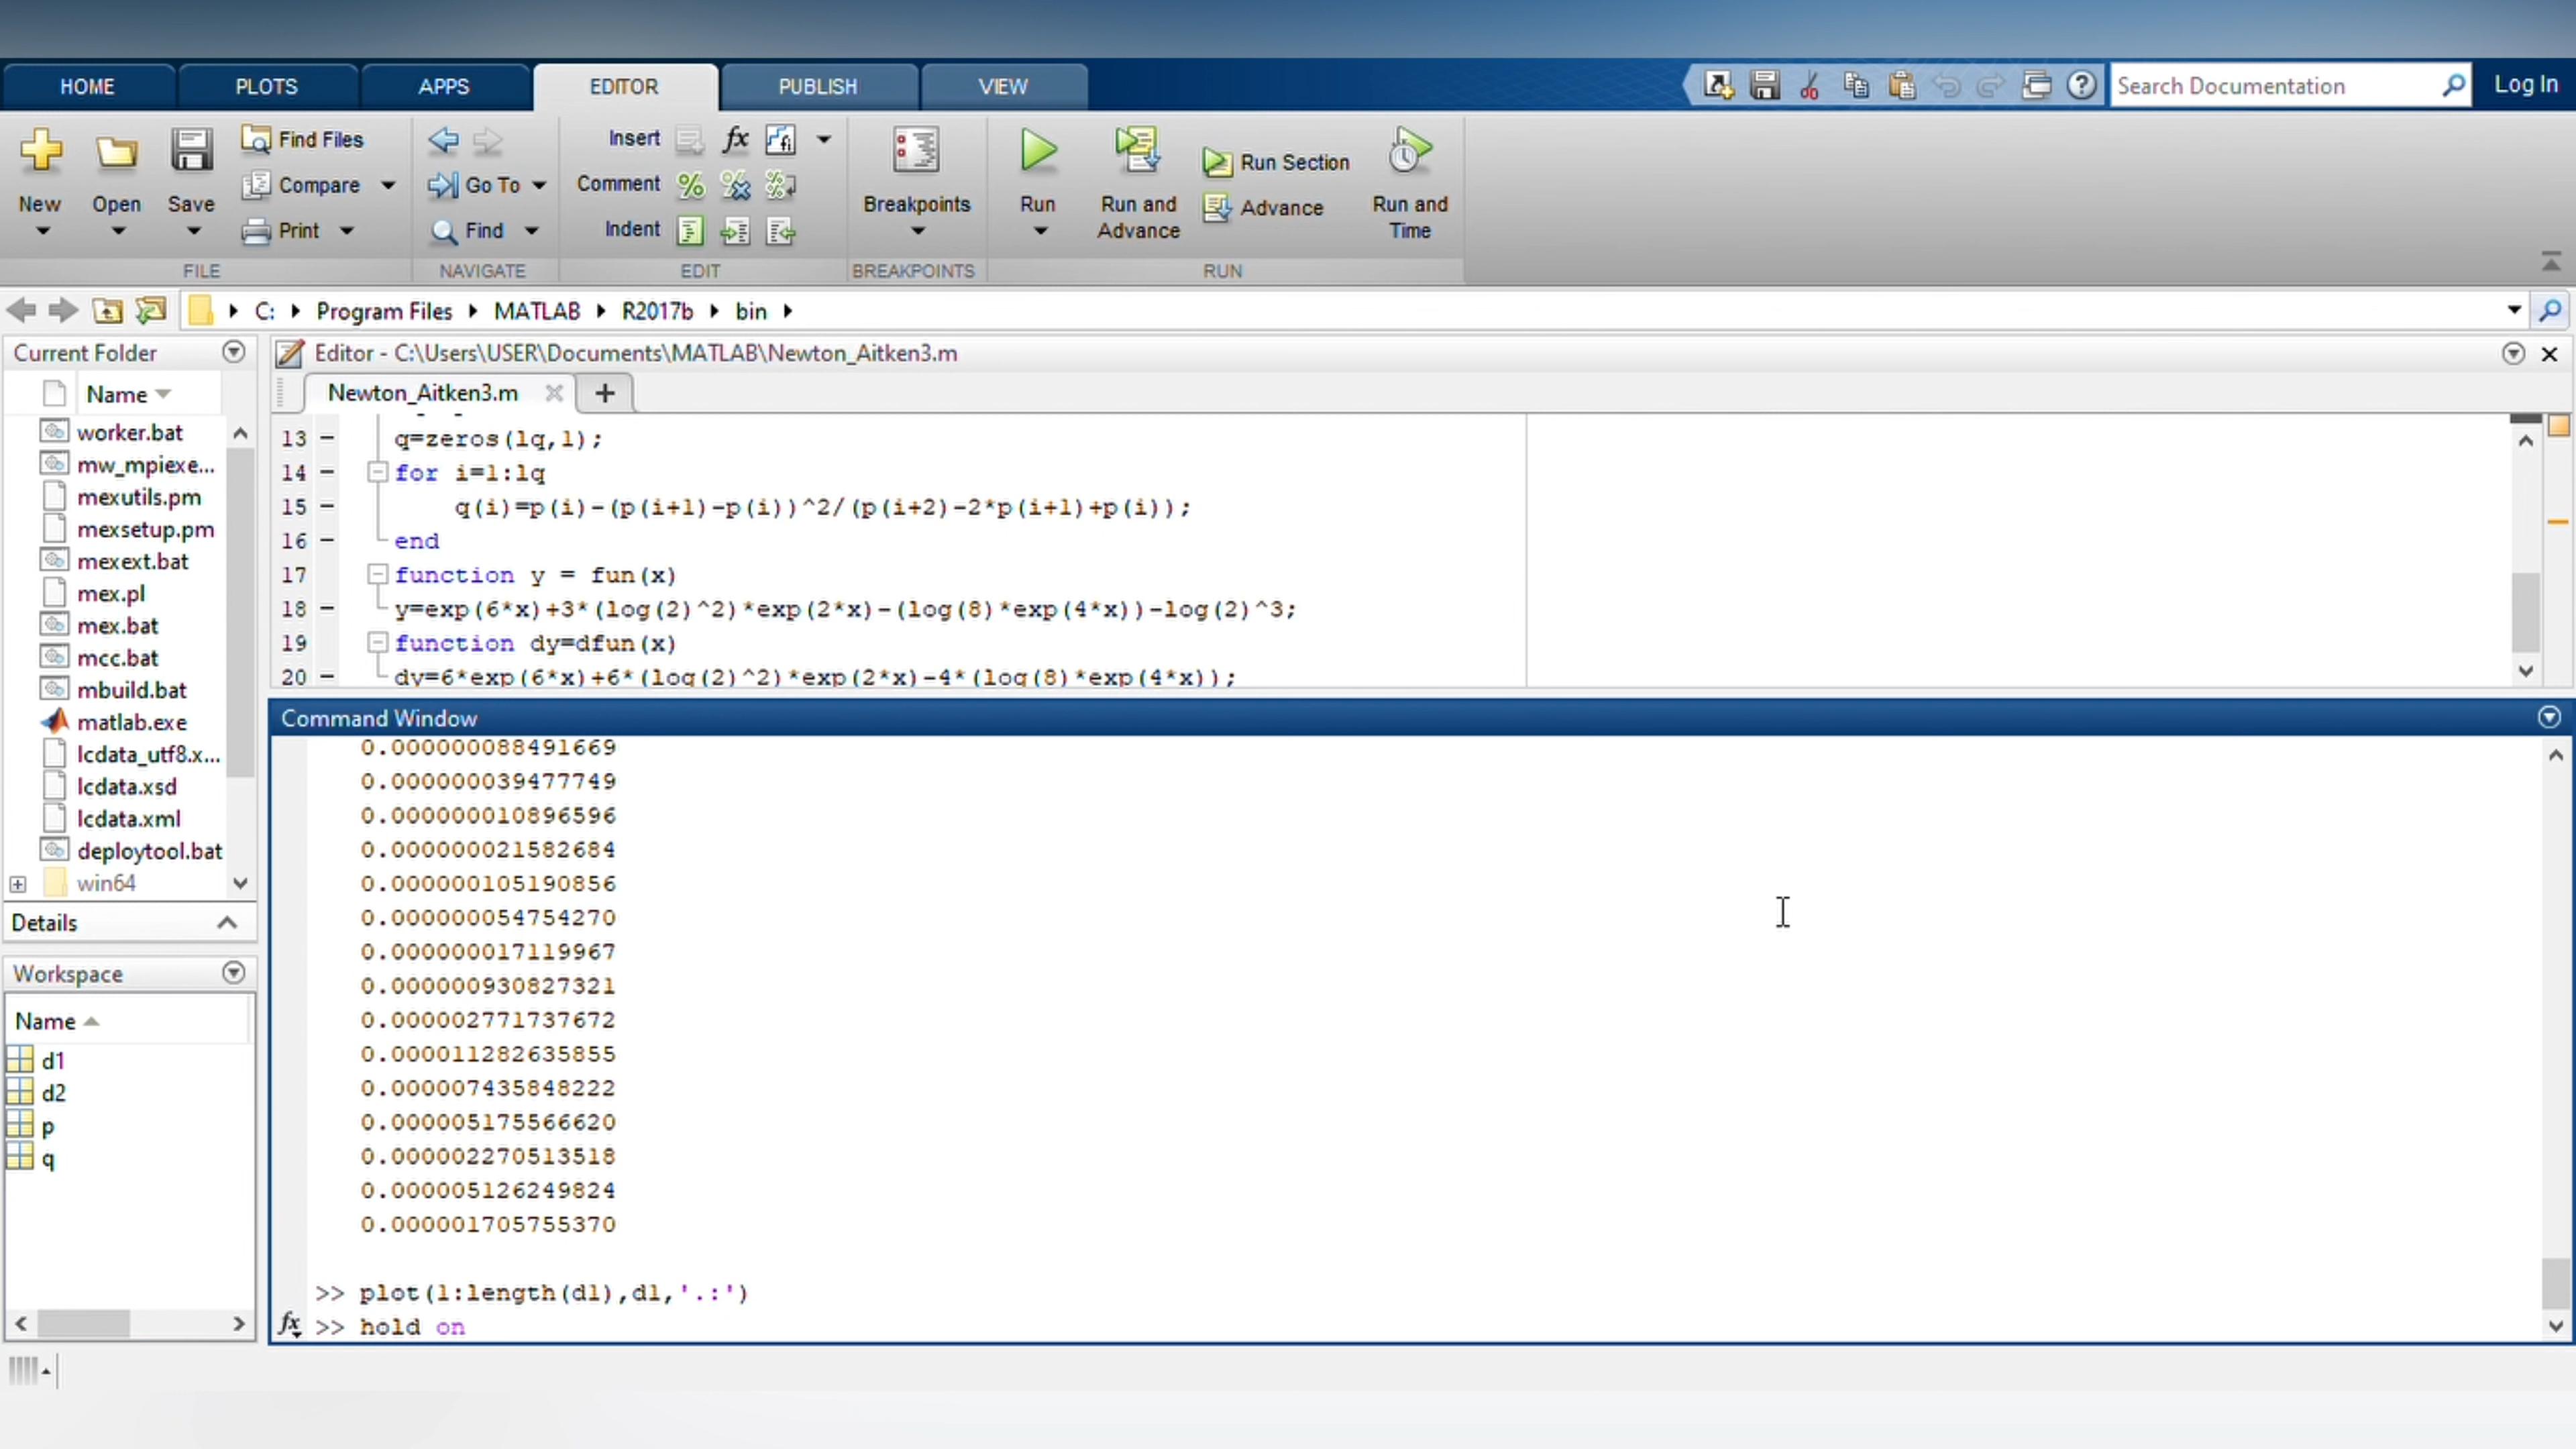 HOME PLOTS APPS EDITOR PUBLISH VIEW Search Documentation Log In
New Open Save Find Files Compare Print
Go To Find
Insert fx fi
Comment
Indent
Breakpoints
Run Run and Advance Run Section Advance Run and Time
FILE NAVIGATE EDIT BREAKPOINTS RUN
C: Program Files MATLAB R2017b bin
Current Folder
Name
worker.bat
mw_mpiexe...
mexutils.pm
mexsetup.pm
mexext.bat
mex.pl
mex.bat
mcc.bat
mbuild.bat
matlab.exe
lcdata_utf8.x...
lcdata.xsd
lcdata.xml
deploytool.bat
win64
Details
Workspace
Name
d1
d2
p
q
Editor - C:\Users\USER\Documents\MATLAB\Newton_Aitken3.m
Newton_Aitken3.m
13 - q=zeros(lq,1);
14 - for i=1:lq
15 - q(i)=p(i)-(p(i+1)-p(i))^2/(p(i+2)-2*p(i+1)+p(i));
16 - end
17 function y = fun(x)
18 - y=exp(6*x)+3*(log(2)^2)*exp(2*x)-(log(8)*exp(4*x))-log(2)^3;
19 function dy=dfun(x)
20 - dy=6*exp(6*x)+6*(log(2)^2)*exp(2*x)-4*(log(8)*exp(4*x));
Command Window
0.000000088491669
0.000000039477749
0.000000010896596
0.000000021582684
0.000000105190856
0.000000054754270
0.000000017119967
0.000000930827321
0.000002771737672
0.000011282635855
0.000007435848222
0.000005175566620
0.000002270513518
0.000005126249824
0.000001705755370
>> plot(1:length(d1),d1,'.:')
fx >> hold on